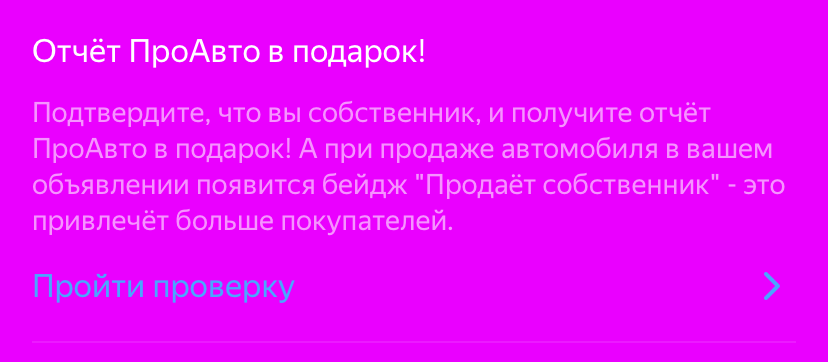 Отчёт ПроАвто в подарок!
Подтвердите, что вы собственник, и получите отчёт
ПроАвто в подарок! А при продаже автомобиля в вашем
объявлении появится бейдж "Продаёт собственник" - это
привлечёт больше покупателей.
Пройти проверку